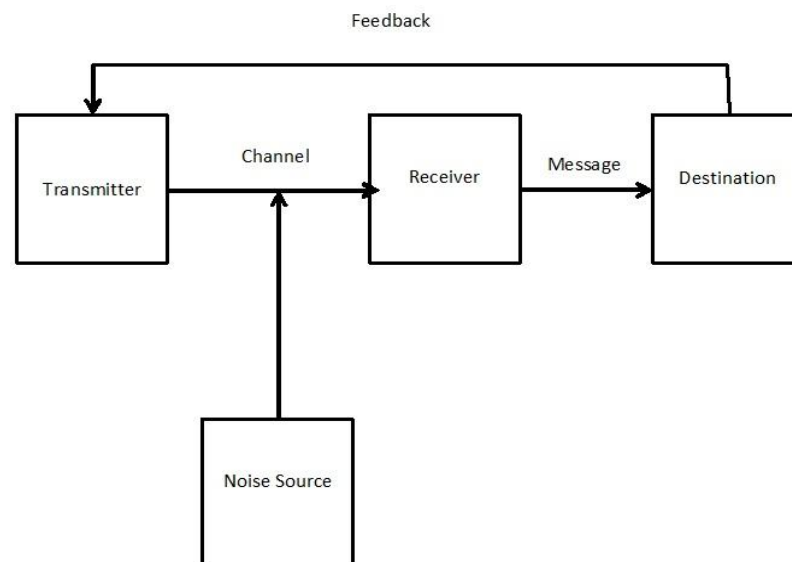 Feedback
Channel
Transmitter
Receiver
Message
Destination
Noise Source